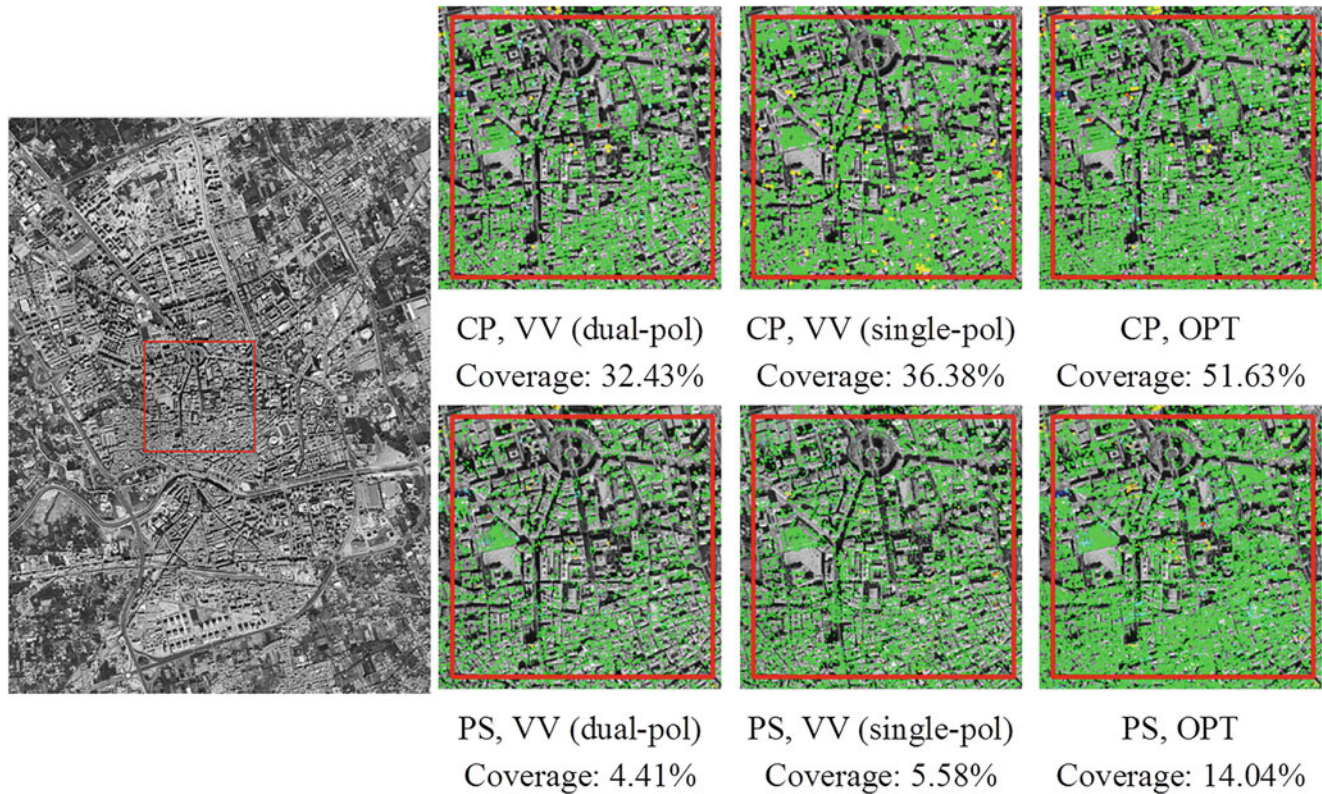 CP, VV (dual-pol)
Coverage: 32.43%
CP, VV (single-pol)
Coverage: 36.38%
CP, OPT
Coverage: 51.63%
PS, VV (dual-pol)
Coverage: 4.41%
PS, VV (single-pol)
Coverage: 5.58%
PS, OPT
Coverage: 14.04%